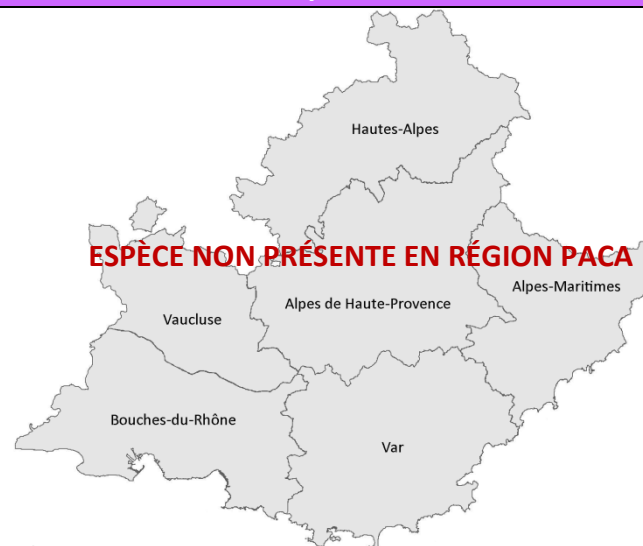 Hautes-Alpes
ESPÈCE NON PRÉSENTE EN RÉGION PACA
Alpes-Maritimes
Alpes de Haute-Provence
Vaucluse
Bouches-du-Rhône
Var